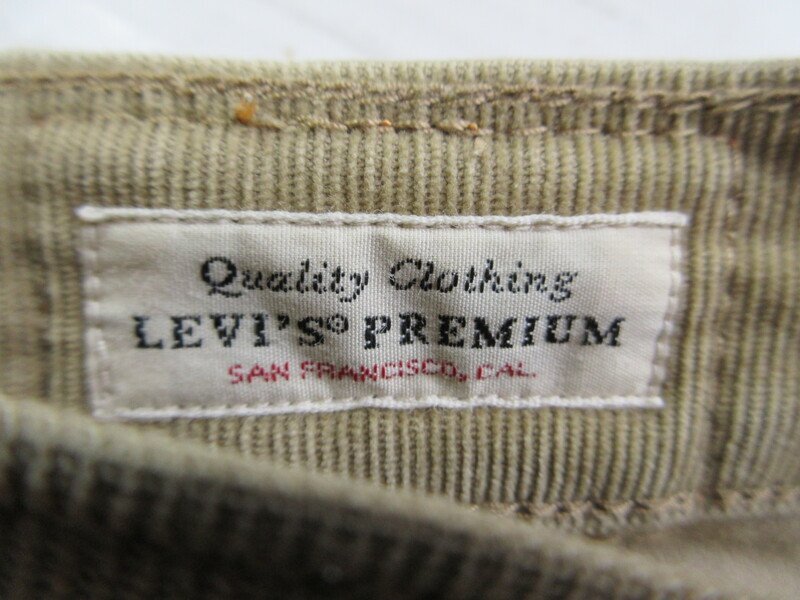 Quality Clothing
LEVI'S® PREMIUM
SAN FRANCISCO, CAL.